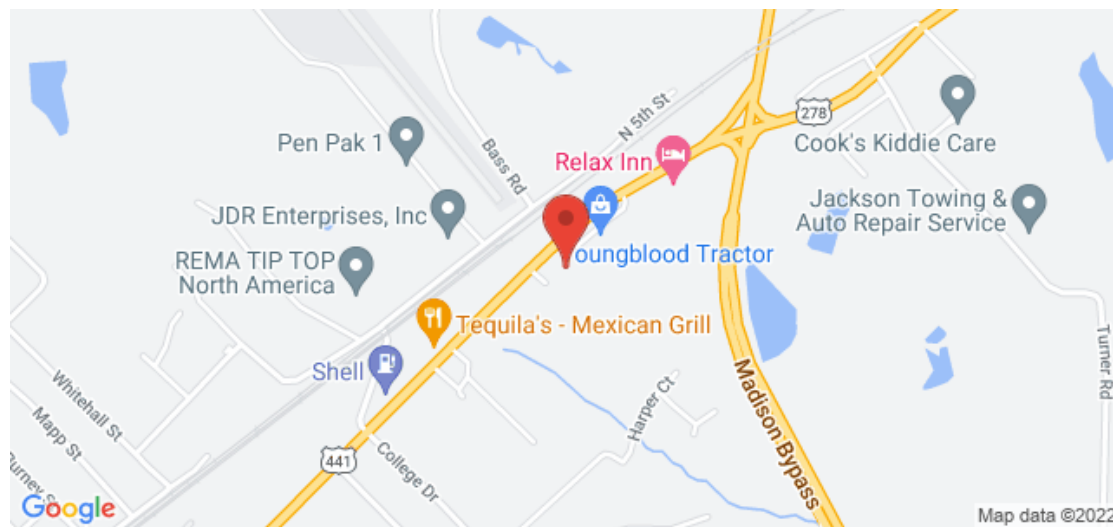 N 5th St
278
Pen Pak 1
Bass Rd
Relax Inn
Cook's Kiddie Care
JDR Enterprises, Inc
Jackson Towing &
Auto Repair Service
REMA TIP TOP
North America
oungblood Tractor
Tequila's - Mexican Grill
Shell
Turner Rd
Whitehall St
Harper Ct
Madison Bypass
Mapp St
441
College Dr
Turney St
Google
Map data ©2022